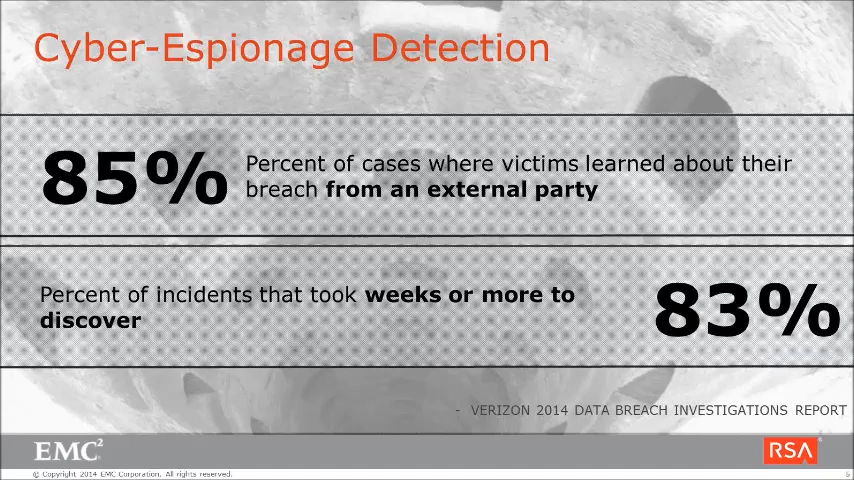 Cyber-Espionage Detection
85%
Percent of cases where victims learned about their
breach from an external party
Percent of incidents that took weeks or more to
discover
83%
- VERIZON 2014 DATA BREACH INVESTIGATIONS REPORT
EMC²
RSA
© Copyright 2014 EMC Corporation. All rights reserved.